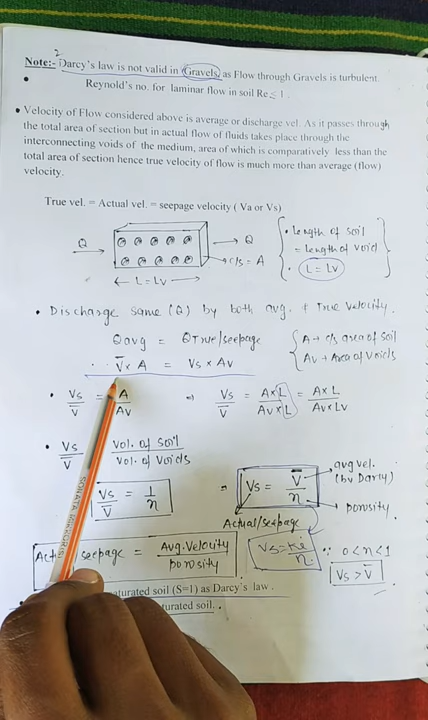 Note:- Darcy's law is not valid in Gravels, as Flow through Gravels is turbulent.
2
• Reynold's no. for laminar flow in soil Re ≤ 1 .
• Velocity of Flow considered above is average or discharge vel. As it passes through
the total area of section but in actual flow of fluids takes place through the
interconnecting voids of the medium, area of which is comparatively less than the
total area of section hence true velocity of flow is much more than average (flow)
velocity.
True vel. = Actual vel. = seepage velocity ( Va or Vs)
Q → → Q
c/s = A
L = Lv
• Length of soil
= Length of void
• L = Lv
• Discharge same (Q) by both avg. + True velocity.
Qavg = QTrue/seepage
V̅ × A = Vs × Av
A → c/s area of soil
Av → Area of voids
• Vs/V̅ = A/Av ⇒ Vs/V̅ = A×L/Av×L = A×L/Av×Lv
• Vs/V̅ Vol. of Soil/Vol. of Voids
Vs/V̅ = 1/n = Vs = V̅/n
avg vel.
(by Darcy)
porosity
Actual/seepage
seepage = Avg. Velocity/porosity
Vs = Ki/n
∵ 0 < n < 1
Vs > V̅
SONATA
saturated soil (S=1) as Darcy's law .
turated soil. .